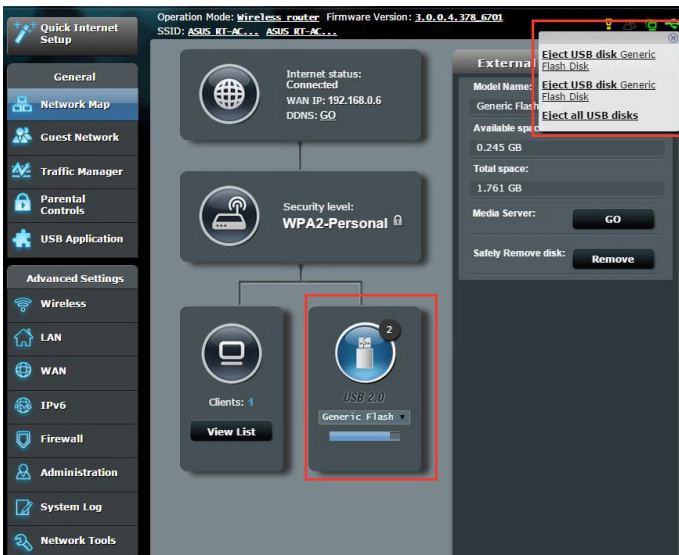 Quick Internet
Setup
Operation Mode: Wireless router Firmware Version: 3.0.0.4.378_6701
SSID: ASUS RT-AC... ASUS RT-AC...
General
Network Map
Guest Network
Traffic Manager
Parental
Controls
USB Application
Advanced Settings
Wireless
LAN
WAN
IPv6
Firewall
Administration
System Log
Network Tools
Internet status:
Connected
WAN IP: 192.168.0.6
DDNS: GO
Security level:
WPA2-Personal
Clients: 1
View List
2
USB 2.0
Generic Flash
Eject USB disk Generic
Flash Disk
Eject USB disk Generic
Flash Disk
Eject all USB disks
External
Model Name:
Generic Flash
Available space
0.245 GB
Total space:
1.761 GB
Media Server:
GO
Safely Remove disk:
Remove